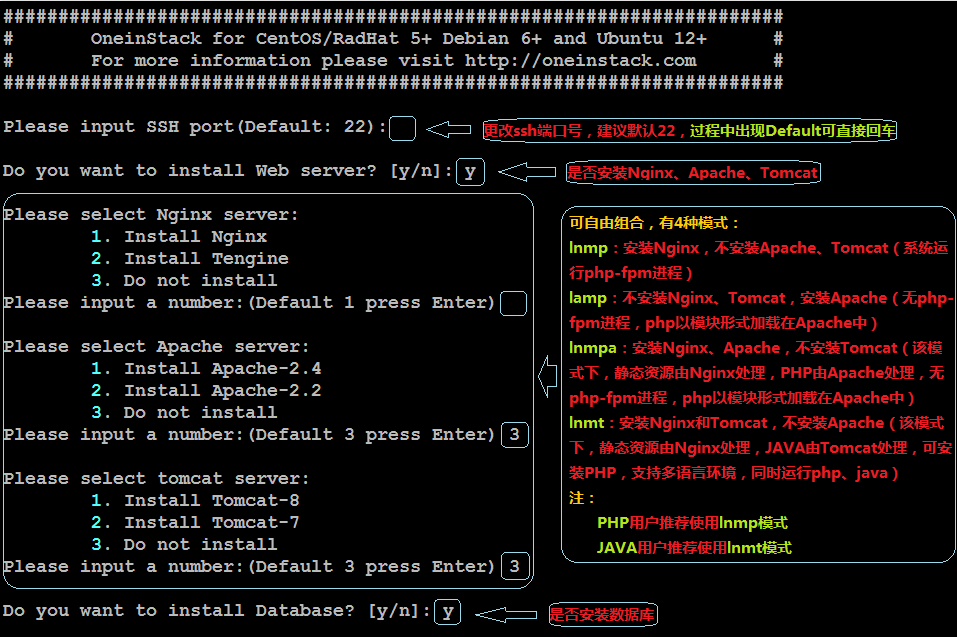 #######################################################################
#       OneinStack for CentOS/RadHat 5+ Debian 6+ and Ubuntu 12+      #
#       For more information please visit http://oneinstack.com       #
#######################################################################
Please input SSH port(Default: 22):
更改ssh端口号，建议默认22，过程中出现Default可直接回车
Do you want to install Web server? [y/n]: y
是否安装Nginx、Apache、Tomcat
Please select Nginx server:
1. Install Nginx
2. Install Tengine
3. Do not install
Please input a number:(Default 1 press Enter)
Please select Apache server:
1. Install Apache-2.4
2. Install Apache-2.2
3. Do not install
Please input a number:(Default 3 press Enter) 3
Please select tomcat server:
1. Install Tomcat-8
2. Install Tomcat-7
3. Do not install
Please input a number:(Default 3 press Enter) 3
可自由组合，有4种模式：
lnmp：安装Nginx，不安装Apache、Tomcat（系统运
行php-fpm进程）
lamp：不安装Nginx、Tomcat，安装Apache（无php-
fpm进程，php以模块形式加载在Apache中）
lnmpa：安装Nginx、Apache，不安装Tomcat（该模
式下，静态资源由Nginx处理，PHP由Apache处理，无
php-fpm进程，php以模块形式加载在Apache中）
lnmt：安装Nginx和Tomcat，不安装Apache（该模式
下，静态资源由Nginx处理，JAVA由Tomcat处理，可安
装PHP，支持多语言环境，同时运行php、java）
注：
PHP用户推荐使用lnmp模式
JAVA用户推荐使用lnmt模式
Do you want to install Database? [y/n]: y
是否安装数据库